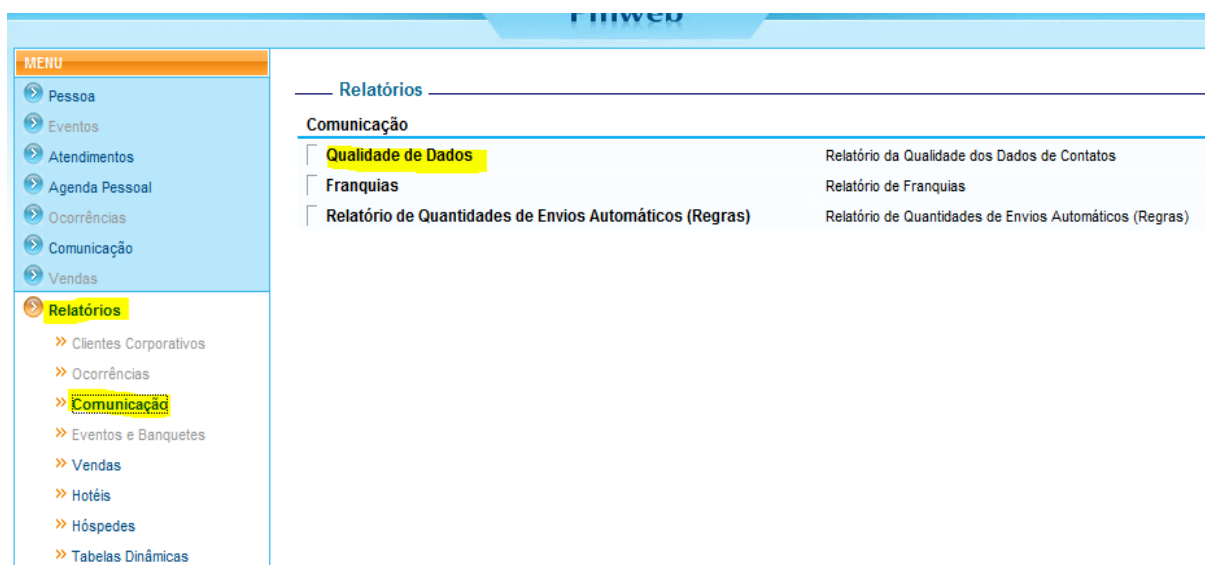 MENU
Pessoa
Eventos
Atendimentos
Agenda Pessoal
Ocorrências
Comunicação
Vendas
Relatórios
Clientes Corporativos
Ocorrências
Comunicação
Eventos e Banquetes
Vendas
Hotéis
Hóspedes
Tabelas Dinâmicas
Relatórios
Comunicação
Qualidade de Dados Relatório da Qualidade dos Dados de Contatos
Franquias Relatório de Franquias
Relatório de Quantidades de Envios Automáticos (Regras) Relatório de Quantidades de Envios Automáticos (Regras)